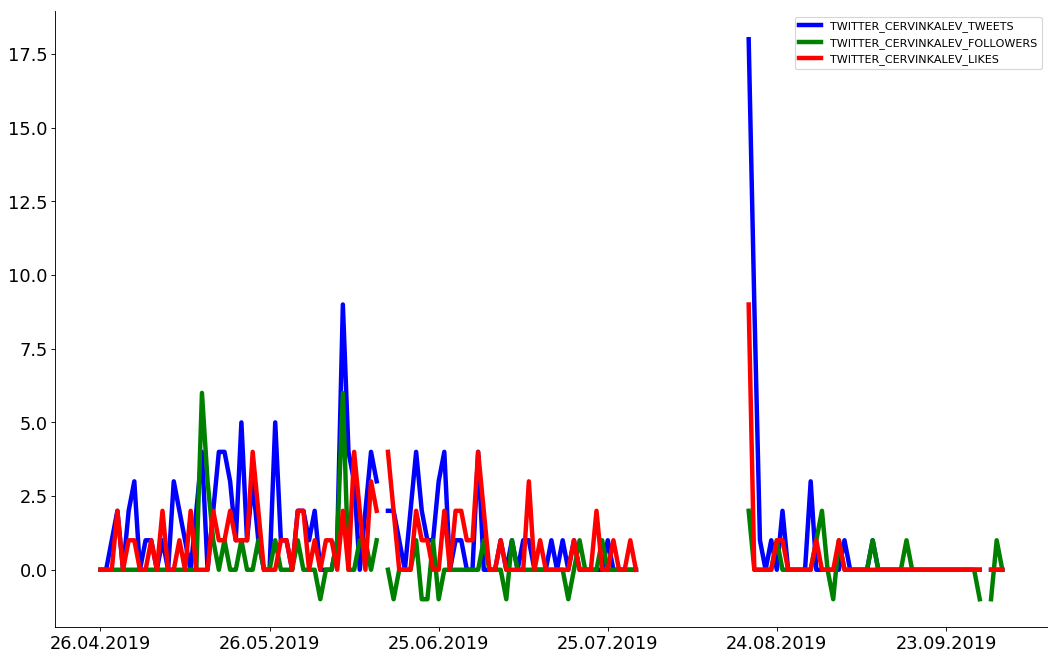 TWITTER_CERVINKALEV_TWEETS
TWITTER_CERVINKALEV_FOLLOWERS
TWITTER_CERVINKALEV_LIKES
17.5
15.0
12.5
10.0
7.5
5.0
2.5
0.0
26.04.2019 26.05.2019 25.06.2019 25.07.2019 24.08.2019 23.09.2019